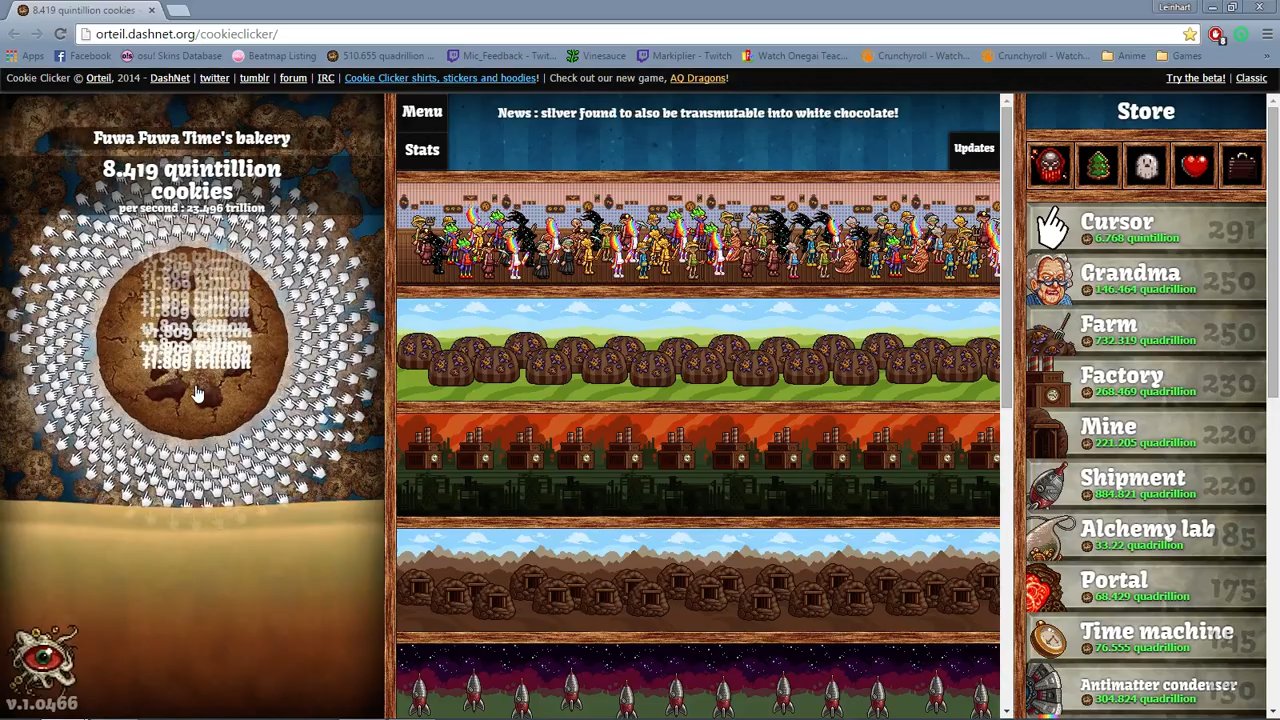 8.419 quintillion cookies -
Leinhart
orteil.dashnet.org/cookieclicker/
Apps Facebook osu! Skins Database Beatmap Listing 510.655 quadrillion ... Mic_Feedback - Twit... Vinesauce Markiplier - Twitch Watch Onegai Teac... Crunchyroll - Watch... Crunchyroll - Watch... Anime Games »
Cookie Clicker © Orteil, 2014 - DashNet | twitter | tumblr | forum | IRC | Cookie Clicker shirts, stickers and hoodies! | Check out our new game, AQ Dragons!
Try the beta! | Classic
Fuwa Fuwa Time's bakery
8.419 quintillion
cookies
per second : 23.496 trillion
+1.809 trillion
v.1.0466
Menu
Stats
News : silver found to also be transmutable into white chocolate!
Updates
Store
Cursor 291
6.768 quintillion
Grandma 250
146.464 quadrillion
Farm 250
732.319 quadrillion
Factory 230
268.469 quadrillion
Mine 220
221.205 quadrillion
Shipment 220
884.821 quadrillion
Alchemy lab 185
33.22 quadrillion
Portal 175
68.429 quadrillion
Time machine 145
76.555 quadrillion
Antimatter condenser 130
304.824 quadrillion